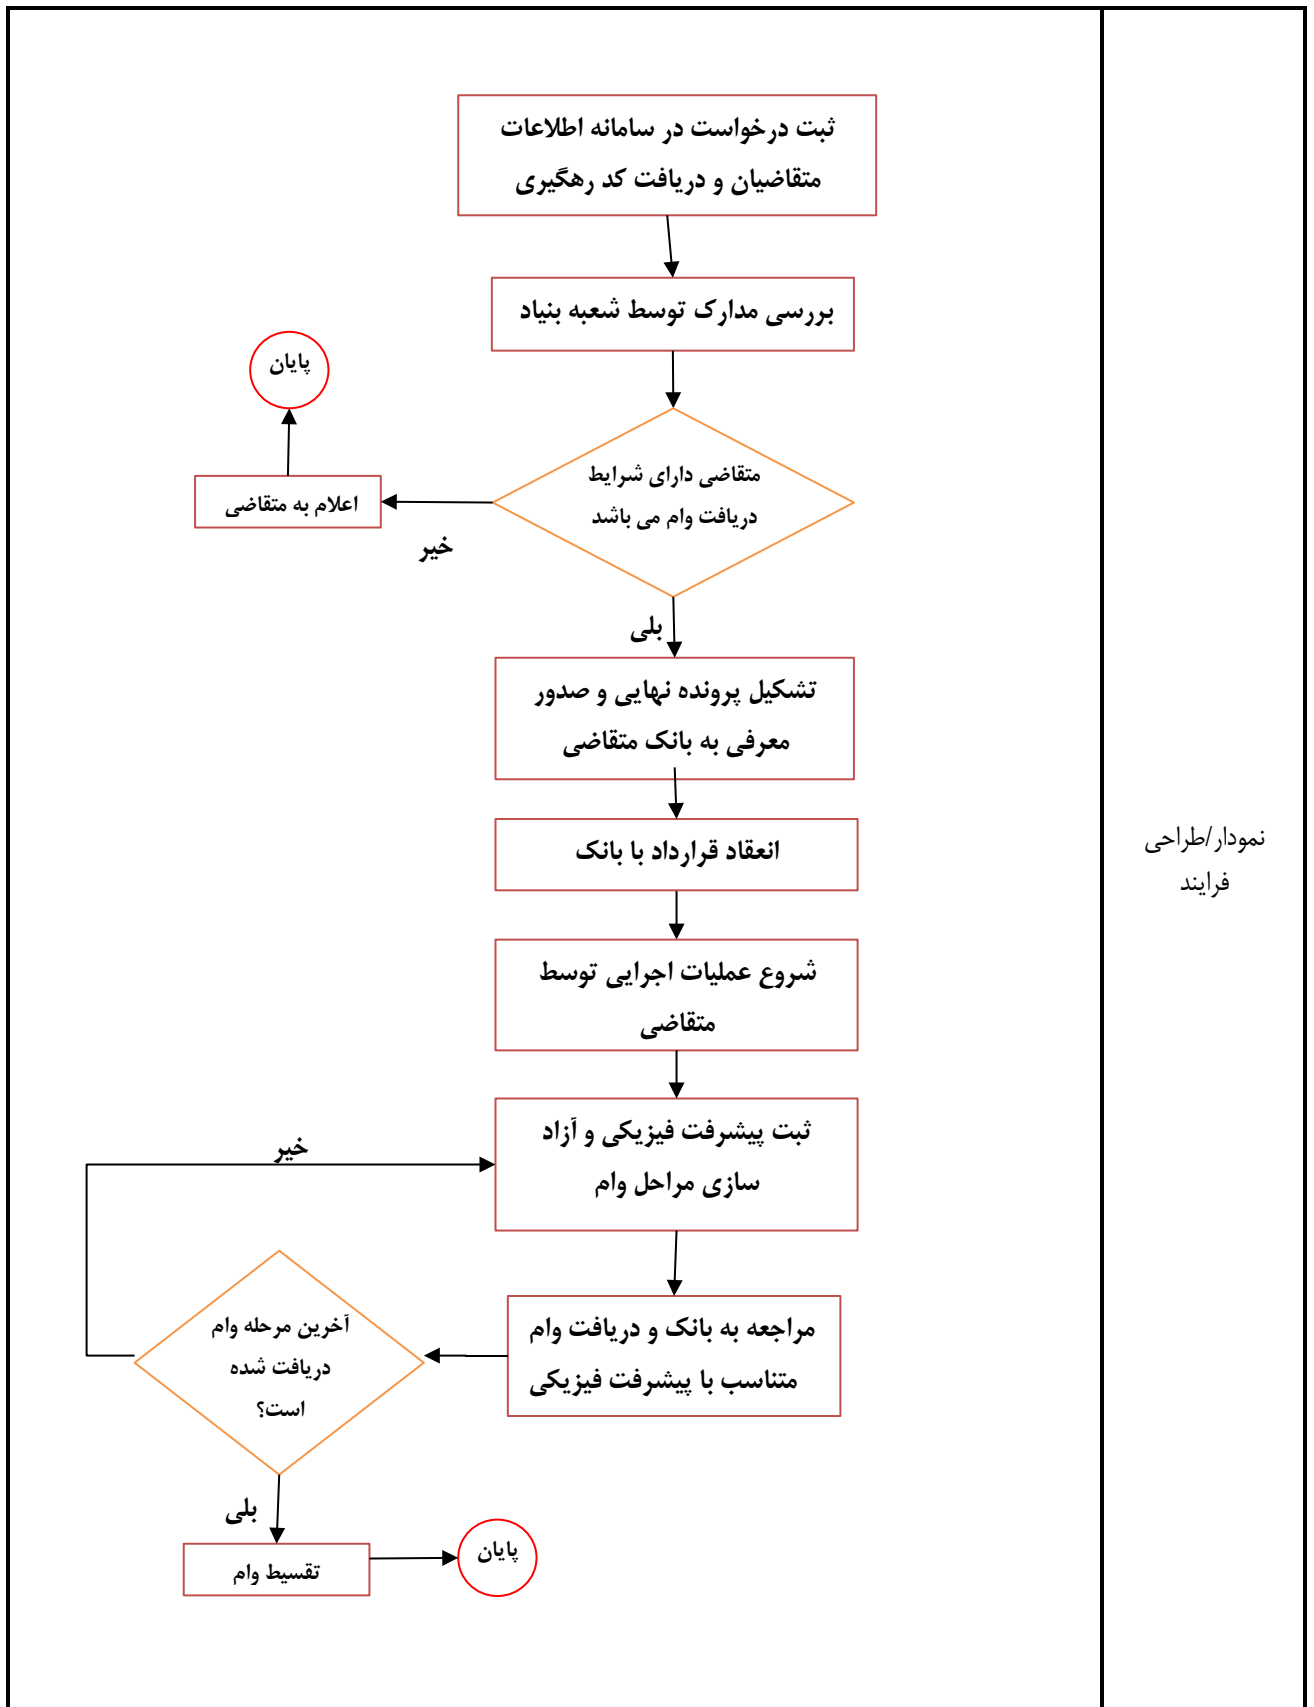 ثبت درخواست در سامانه اطلاعات
متقاضیان و دریافت کد رهگیری
بررسی مدارک توسط شعبه بنیاد
پایان
متقاضی دارای شرایط
دریافت وام می باشد
اعلام به متقاضی
خیر
بلی
تشکیل پرونده نهایی و صدور
معرفی به بانک متقاضی
نمودار/طراحی
فرایند
انعقاد قرارداد با بانک
شروع عملیات اجرایی توسط
متقاضی
ثبت پیشرفت فیزیکی و آزاد
سازی مراحل وام
خیر
مراجعه به بانک و دریافت وام
متناسب با پیشرفت فیزیکی
آخرین مرحله وام
دریافت شده
است؟
بلی
تقسیط وام
پایان